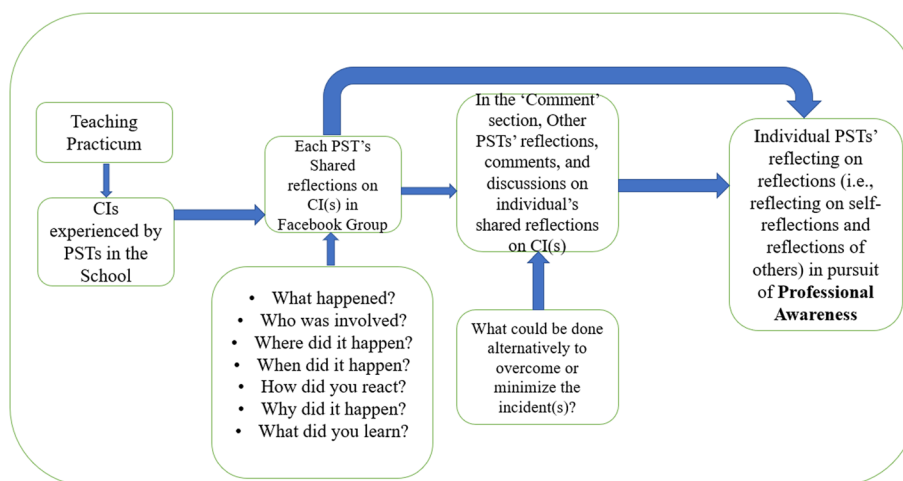 Teaching
Practicum
CIs
experienced by
PSTs in the
School
Each PST's
Shared
reflections on
CI(s) in
Facebook Group
• What happened?
• Who was involved?
• Where did it happen?
• When did it happen?
• How did you react?
• Why did it happen?
• What did you learn?
In the 'Comment'
section, Other
PSTs' reflections,
comments, and
discussions on
individual's
shared reflections
on CI(s)
What could be done
alternatively to
overcome or
minimize the
incident(s)?
Individual PSTs'
reflecting on
reflections (i.e.,
reflecting on self-
reflections and
reflections of
others) in pursuit
of Professional
Awareness